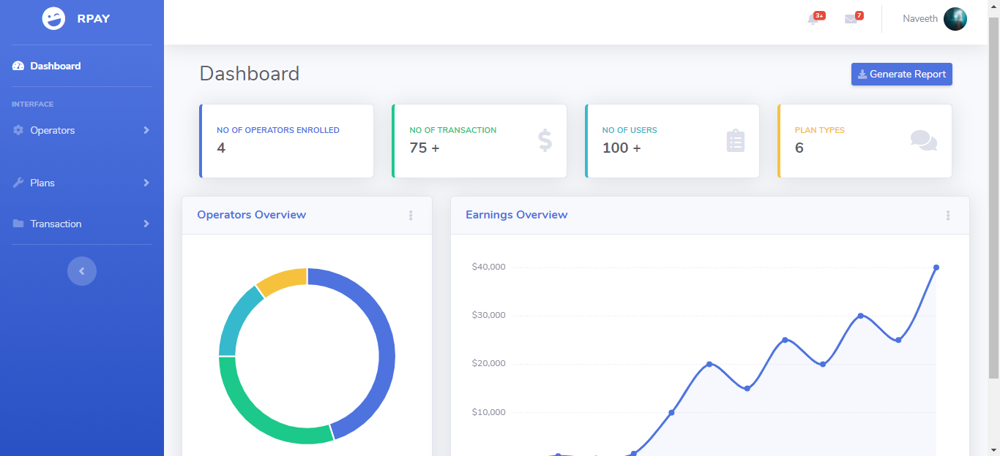 RPAY
3+
7
Naveeth
Dashboard
INTERFACE
Operators
Plans
Transaction
Dashboard
Generate Report
NO OF OPERATORS ENROLLED
4
NO OF TRANSACTION
75 +
NO OF USERS
100 +
PLAN TYPES
6
Operators Overview
Earnings Overview
$40,000
$30,000
$20,000
$10,000